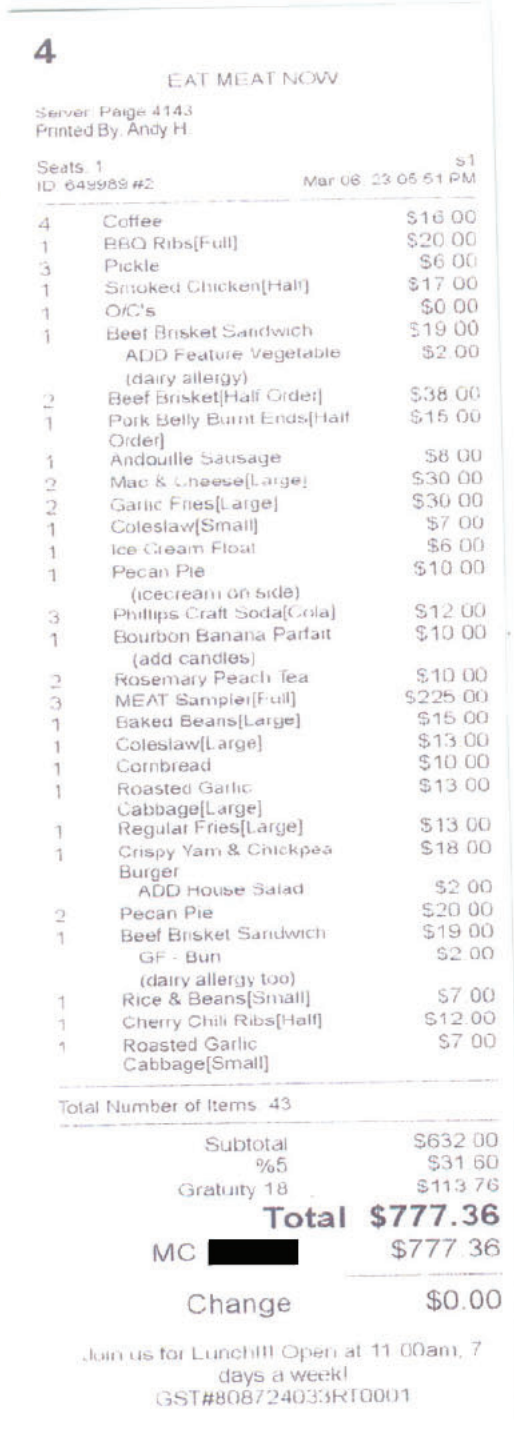 4
EAT MEAT NOW
Server: Paige 4143
Printed By: Andy H.
Seats: 1 s1
ID: 649989 #2 Mar 06, 23 05:51 PM
4 Coffee $16.00
1 BBQ Ribs[Full] $20.00
3 Pickle $6.00
1 Smoked Chicken[Half] $17.00
1 O/C's $0.00
1 Beef Brisket Sandwich $19.00
ADD Feature Vegetable $2.00
(dairy allergy)
2 Beef Brisket[Half Order] $38.00
1 Pork Belly Burnt Ends[Half $15.00
Order]
1 Andouille Sausage $8.00
2 Mac & Cheese[Large] $30.00
2 Garlic Fries[Large] $30.00
1 Coleslaw[Small] $7.00
1 Ice Cream Float $6.00
1 Pecan Pie $10.00
(icecream on side)
3 Phillips Craft Soda[Cola] $12.00
1 Bourbon Banana Parfait $10.00
(add candles)
2 Rosemary Peach Tea $10.00
3 MEAT Sampler[Full] $225.00
1 Baked Beans[Large] $15.00
1 Coleslaw[Large] $13.00
1 Cornbread $10.00
1 Roasted Garlic $13.00
Cabbage[Large]
1 Regular Fries[Large] $13.00
1 Crispy Yam & Chickpea $18.00
Burger
ADD House Salad $2.00
2 Pecan Pie $20.00
1 Beef Brisket Sandwich $19.00
GF - Bun $2.00
(dairy allergy too)
1 Rice & Beans[Small] $7.00
1 Cherry Chili Ribs[Half] $12.00
1 Roasted Garlic $7.00
Cabbage[Small]
Total Number of Items: 43
Subtotal $632.00
%5 $31.60
Gratuity 18 $113.76
Total $777.36
MC $777.36
Change $0.00
Join us for Lunch!!! Open at 11:00am, 7
days a week!
GST#808724033RT0001